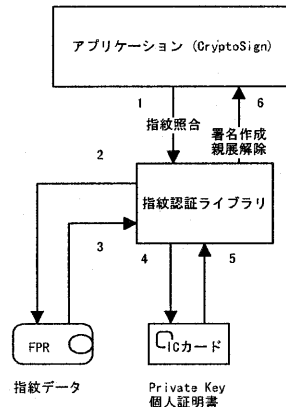 アプリケーション (CryptoSign)
1
6
指紋照合
署名作成
親展解除
2
指紋認証ライブラリ
3
4
5
FPR
ICカード
指紋データ
Private Key
個人証明書